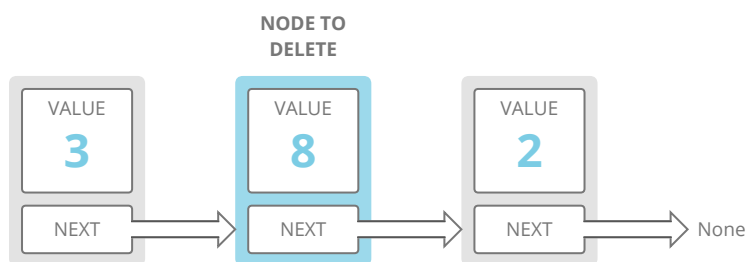 NODE TO
DELETE
VALUE
3
NEXT
VALUE
8
NEXT
VALUE
2
NEXT
None